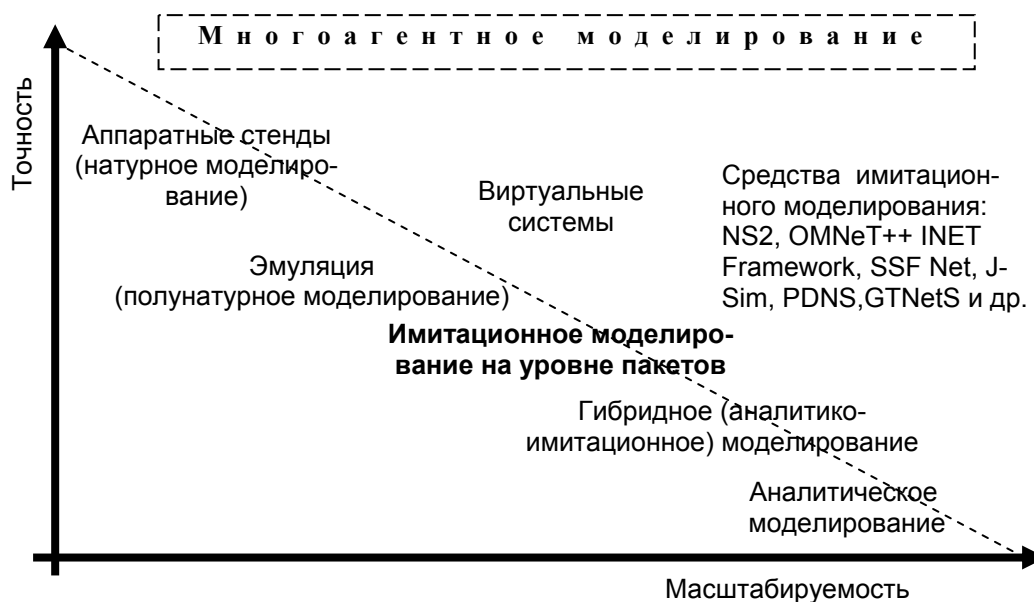 Многоагентное моделирование
Точность
Аппаратные стенды
(натурное моделиро-
вание)
Виртуальные
системы
Средства имитацион-
ного моделирования:
NS2, OMNeT++ INET
Framework, SSF Net, J-
Sim, PDNS,GTNetS и др.
Эмуляция
(полунатурное моделирование)
Имитационное моделиро-
вание на уровне пакетов
Гибридное (аналитико-
имитационное) моделирование
Аналитическое
моделирование
Масштабируемость